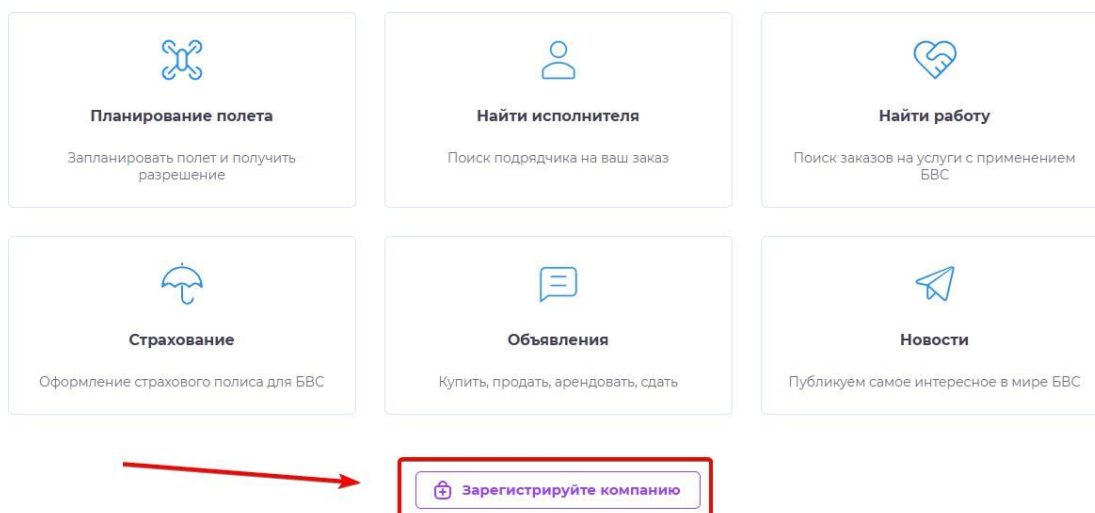 Планирование полета
Запланировать полет и получить
разрешение
Найти исполнителя
Поиск подрядчика на ваш заказ
Найти работу
Поиск заказов на услуги с применением
БВС
Страхование
Оформление страхового полиса для БВС
Объявления
Купить, продать, арендовать, сдать
Новости
Публикуем самое интересное в мире БВС
Зарегистрируйте компанию